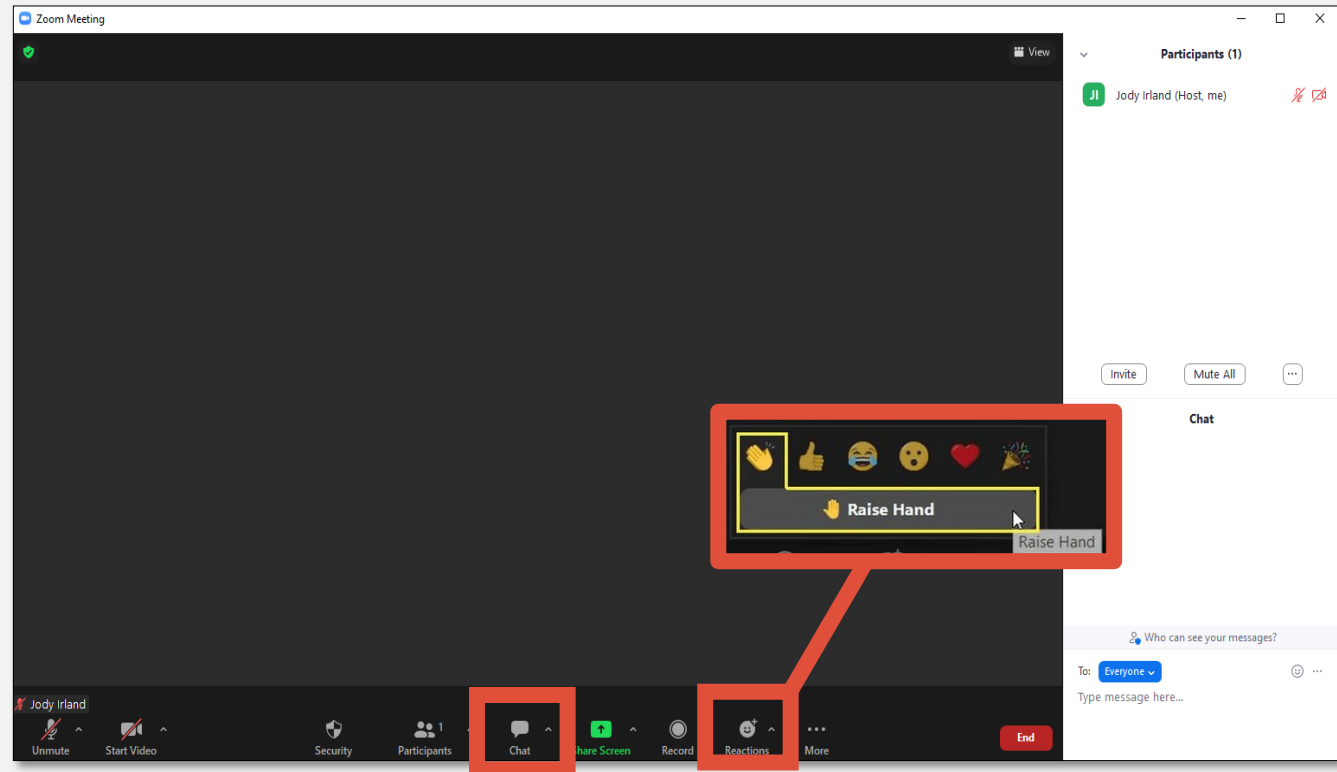 Zoom Meeting
View
Participants (1)
JI Jody Irland (Host, me)
Invite Mute All
Chat
Raise Hand
Raise Hand
Who can see your messages?
To: Everyone
Type message here...
Jody Irland
1
Unmute Start Video Security Participants Chat Share Screen Record Reactions More End